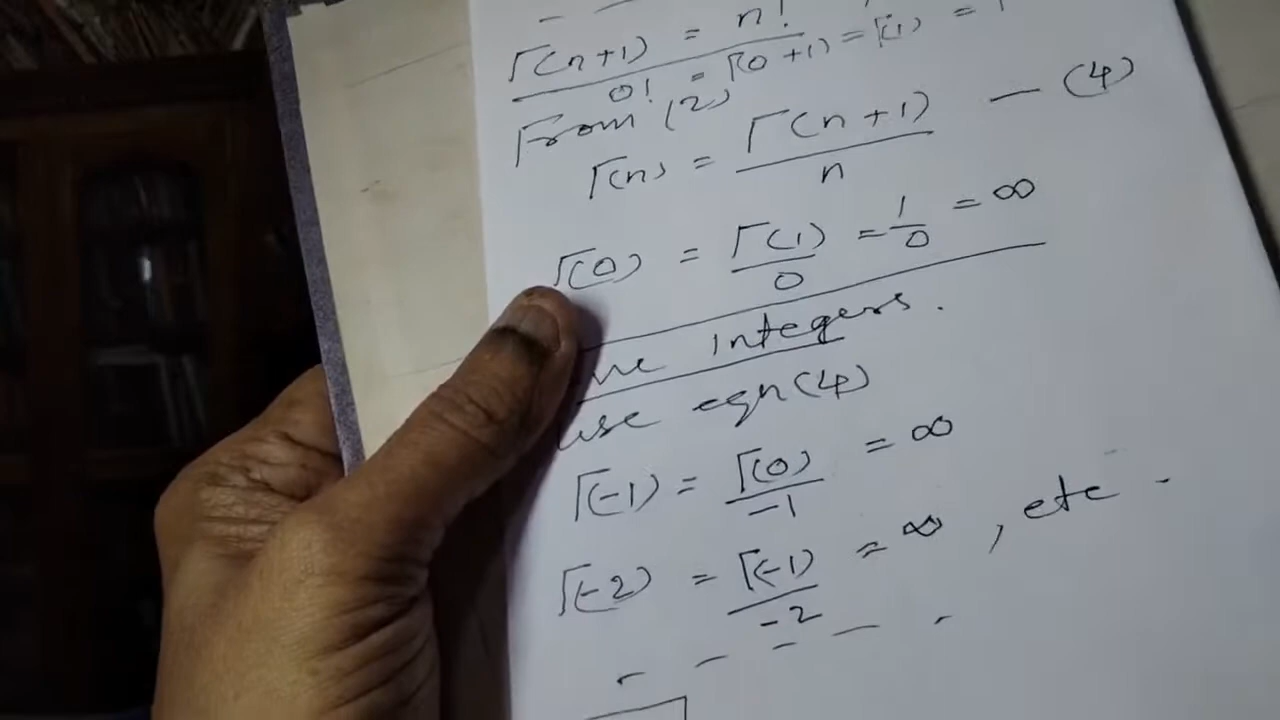 Γ(n+1) = n!
0! = Γ(0+1) = Γ(1) = 1
From (2)
Γ(n) = Γ(n+1) / n — (4)
Γ(0) = Γ(1) / 0 = 1/0 = ∞
integers.
use eqn (4)
Γ(-1) = Γ(0) / -1 = ∞
Γ(-2) = Γ(-1) / -2 = ∞, etc.